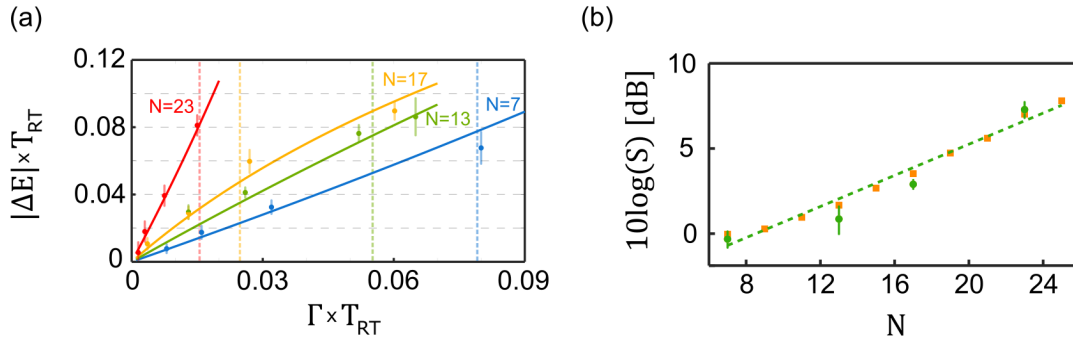 (a)
0.12
0.08
0.04
0
|ΔE|×T_RT
N=23
N=17
N=13
N=7
0 0.03 0.06 0.09
Γ×T_RT
(b)
10
5
0
10log(S) [dB]
8 12 16 20 24
N